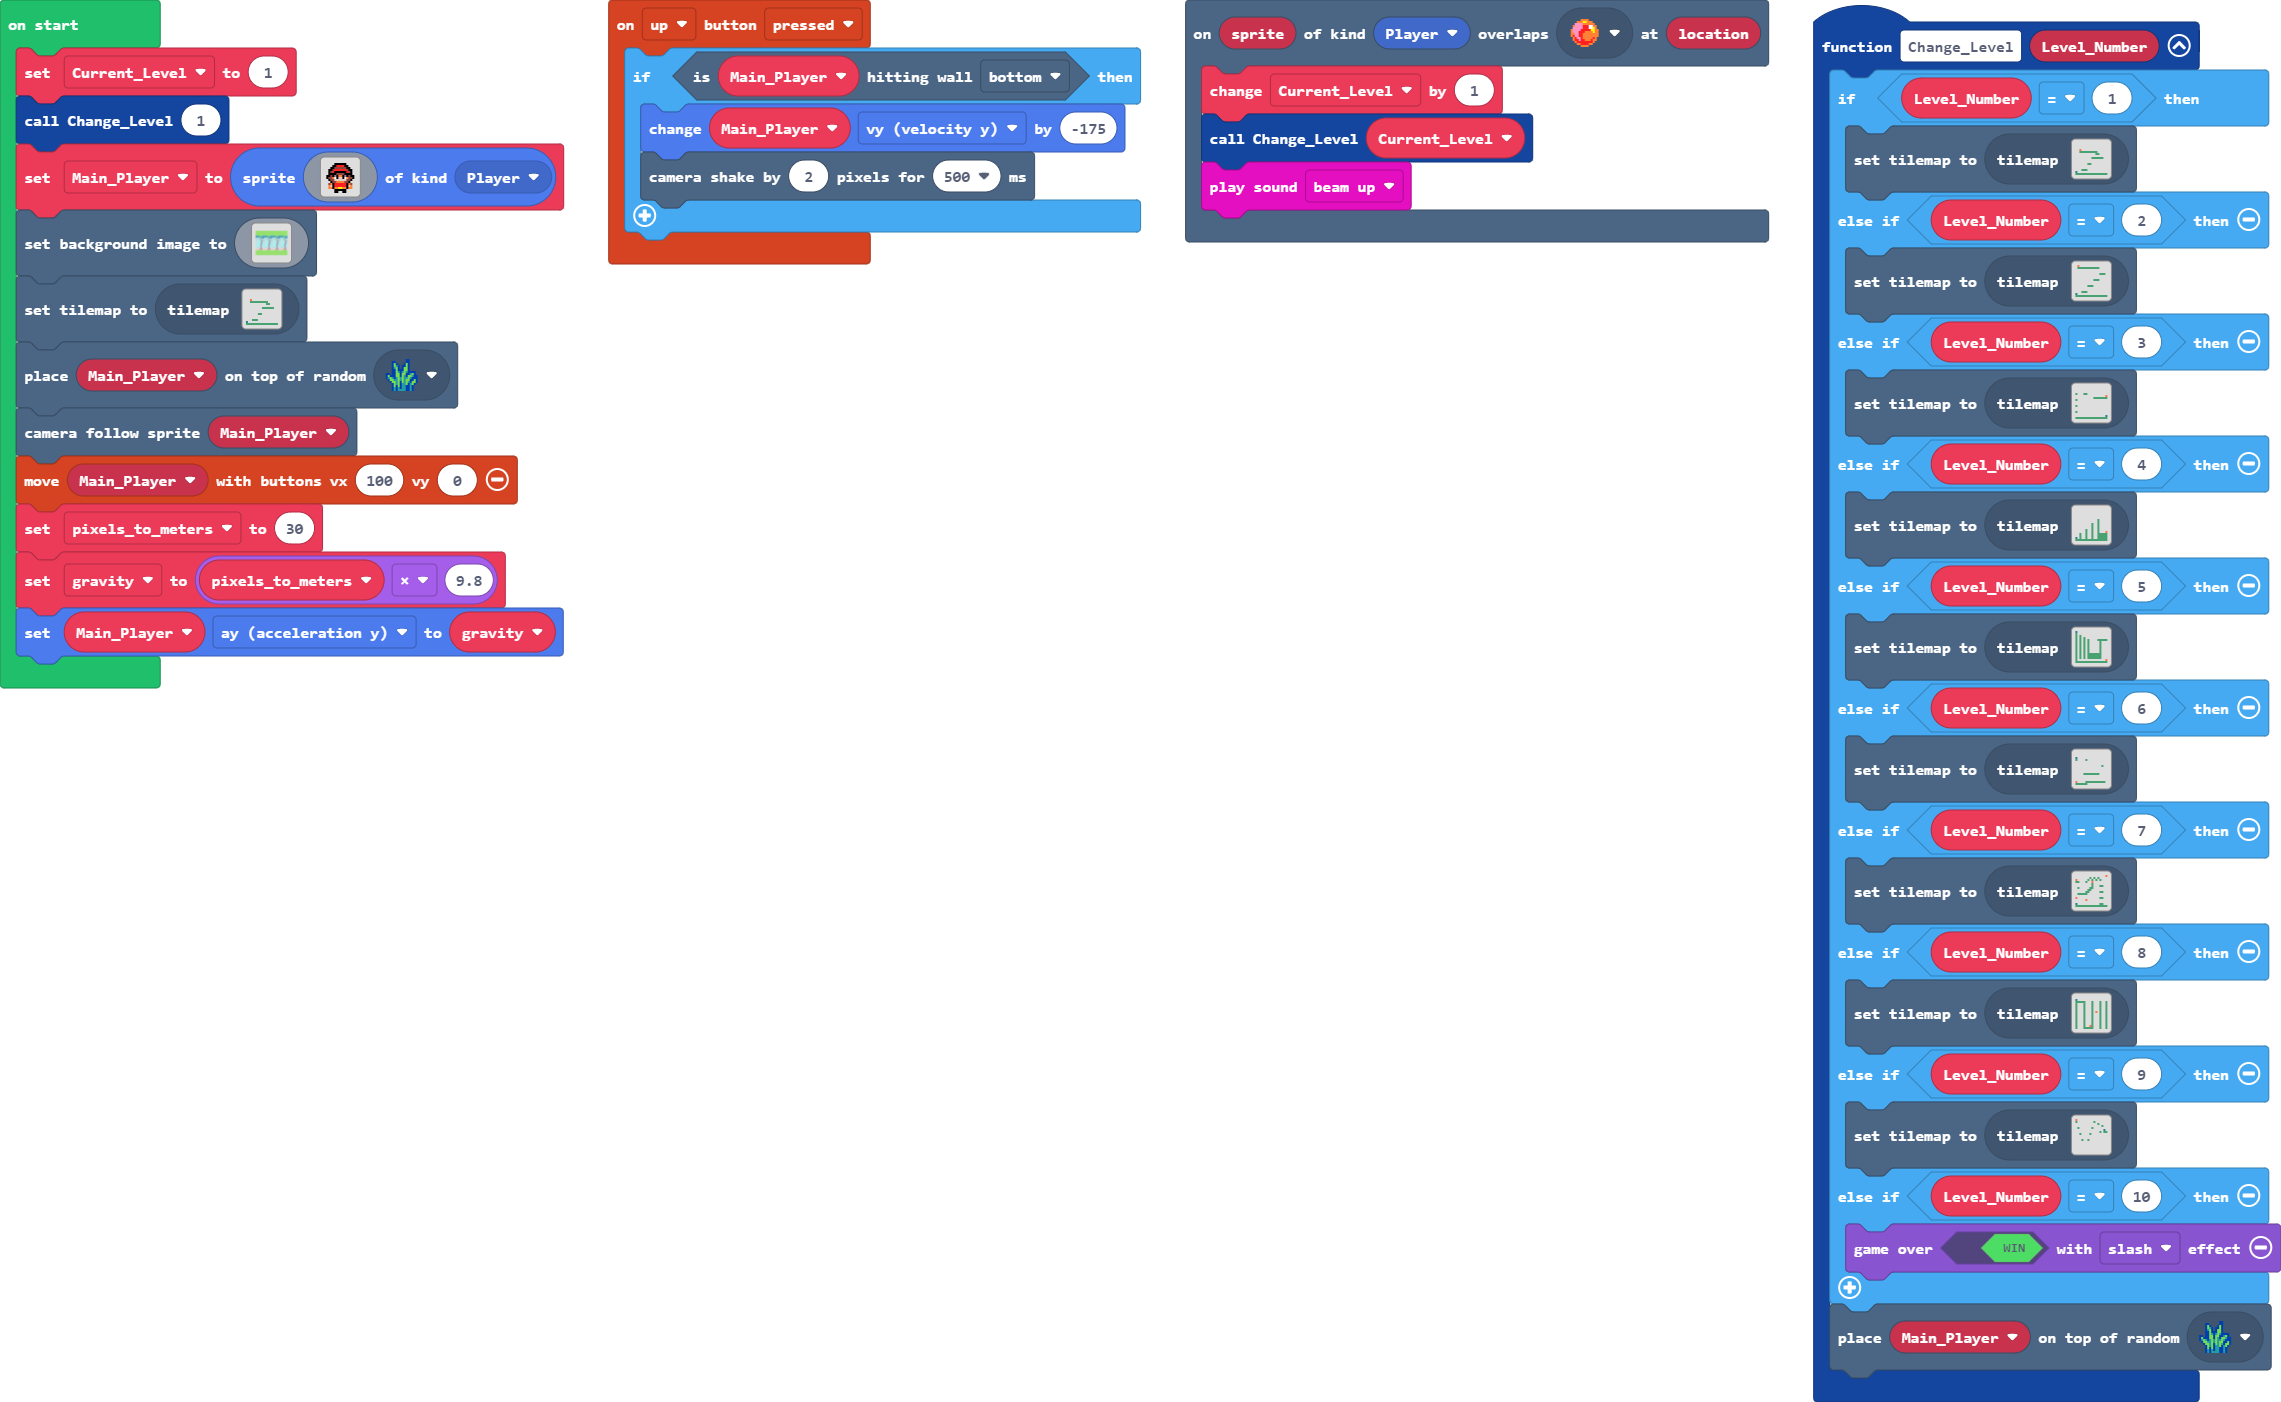 on start
set Current_Level to 1
call Change_Level 1
set Main_Player to sprite of kind Player
set background image to
set tilemap to tilemap
place Main_Player on top of random
camera follow sprite Main_Player
move Main_Player with buttons vx 100 vy 0
set pixels_to_meters to 30
set gravity to pixels_to_meters × 9.8
set Main_Player ay (acceleration y) to gravity
on up button pressed
if is Main_Player hitting wall bottom then
change Main_Player vy (velocity y) by -175
camera shake by 2 pixels for 500 ms
on sprite of kind Player overlaps at location
change Current_Level by 1
call Change_Level Current_Level
play sound beam up
function Change_Level Level_Number
if Level_Number = 1 then
set tilemap to tilemap
else if Level_Number = 2 then
set tilemap to tilemap
else if Level_Number = 3 then
set tilemap to tilemap
else if Level_Number = 4 then
set tilemap to tilemap
else if Level_Number = 5 then
set tilemap to tilemap
else if Level_Number = 6 then
set tilemap to tilemap
else if Level_Number = 7 then
set tilemap to tilemap
else if Level_Number = 8 then
set tilemap to tilemap
else if Level_Number = 9 then
set tilemap to tilemap
else if Level_Number = 10 then
game over WIN with slash effect
place Main_Player on top of random